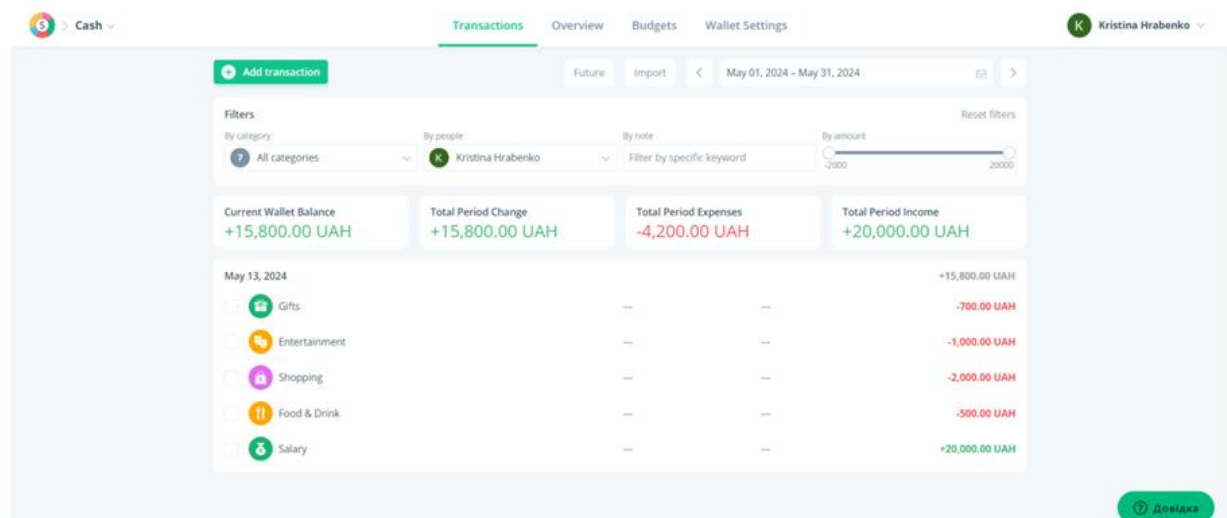 Cash
Transactions Overview Budgets Wallet Settings
K Kristina Hrabenko
Add transaction
Future Import May 01, 2024 – May 31, 2024
Filters Reset filters
By category By people By note By amount
7 All categories K Kristina Hrabenko Filter by specific keyword
-2000 20000
Current Wallet Balance Total Period Change Total Period Expenses Total Period Income
+15,800.00 UAH +15,800.00 UAH -4,200.00 UAH +20,000.00 UAH
May 13, 2024 +15,800.00 UAH
Gifts --- --- -700.00 UAH
Entertainment --- --- -1,000.00 UAH
Shopping --- --- -2,000.00 UAH
Food & Drink --- --- -500.00 UAH
Salary --- --- +20,000.00 UAH
Довідка